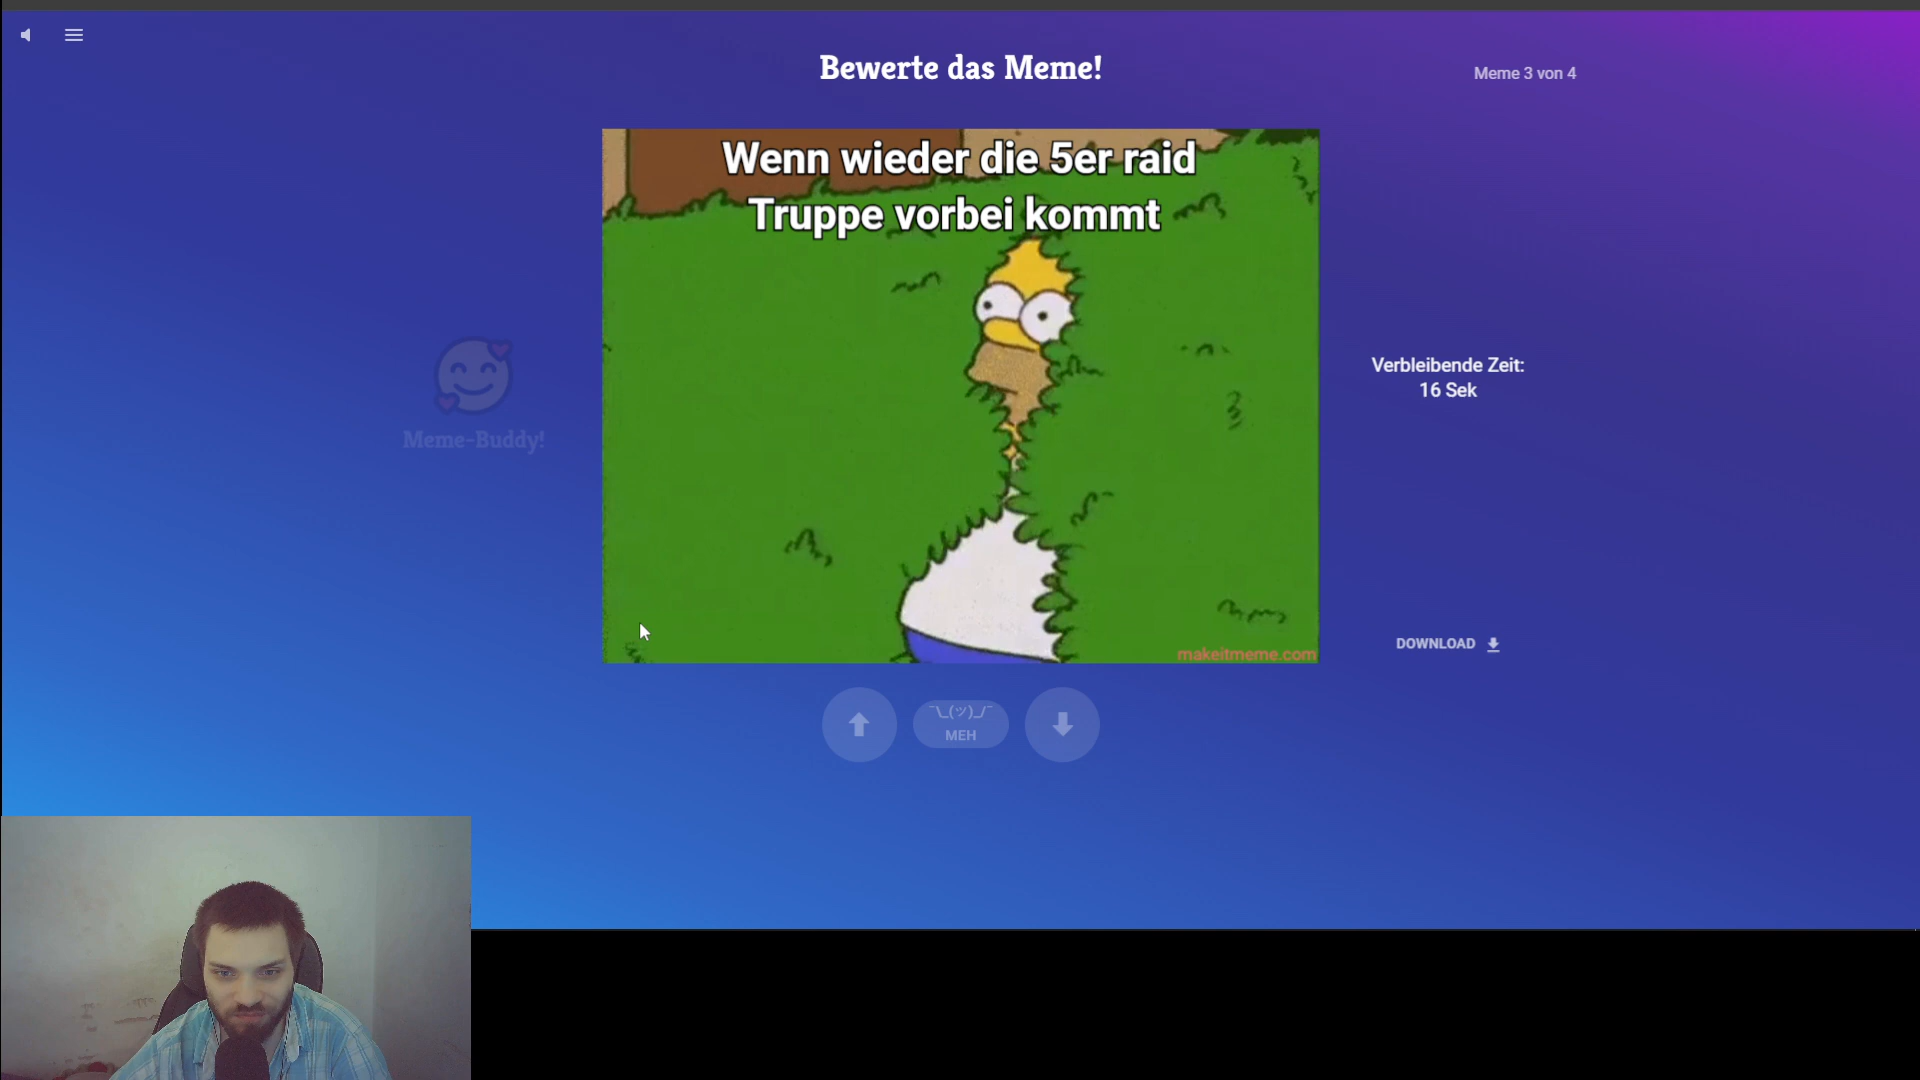 Bewerte das Meme!
Meme 3 von 4
Wenn wieder die 5er raid
Truppe vorbei kommt
Verbleibende Zeit:
16 Sek
Meme-Buddy!
DOWNLOAD
makeitmeme.com
¯\_(ツ)_/¯
MEH